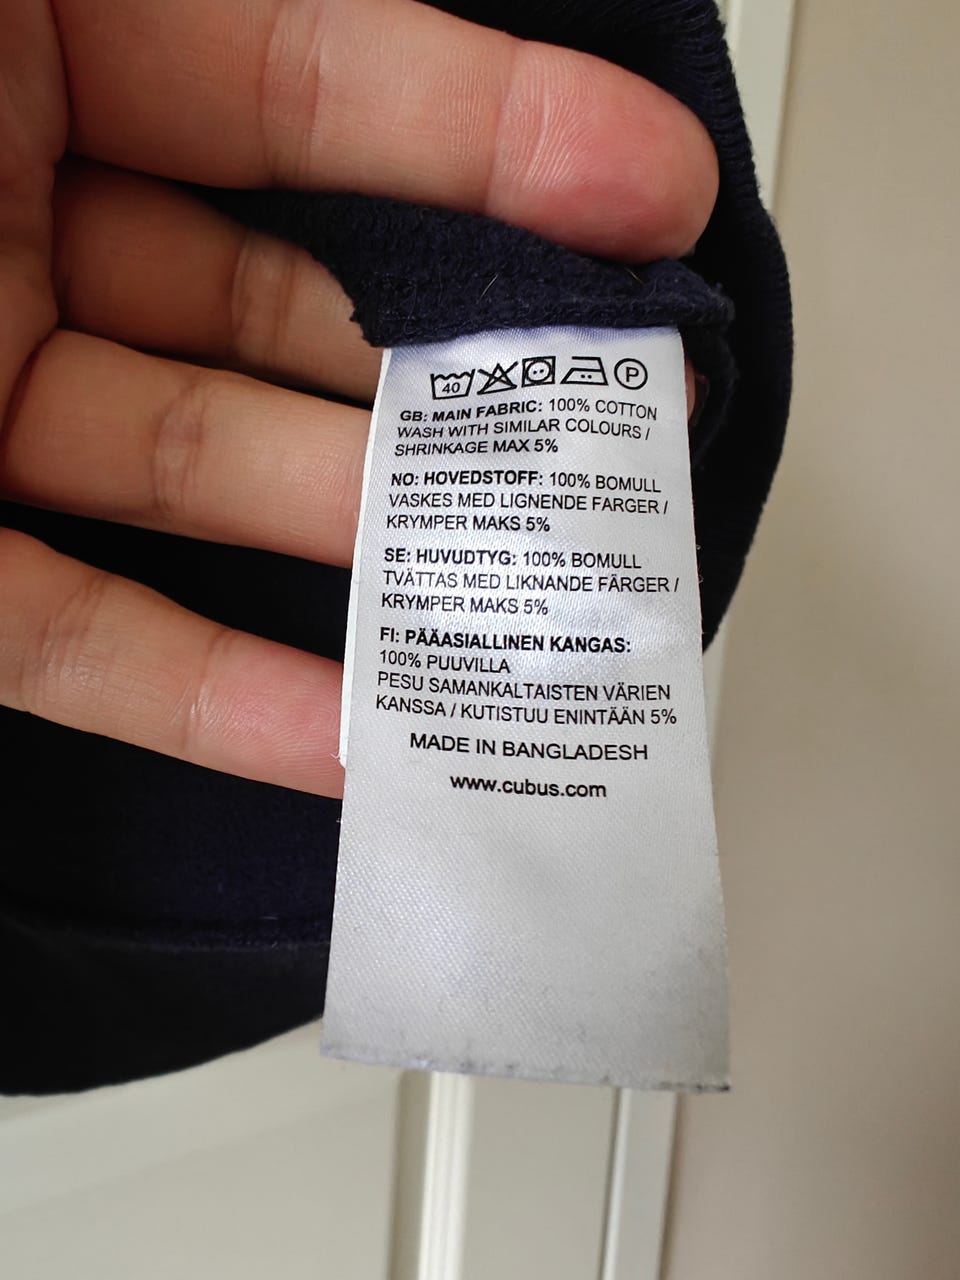 40 P
GB: MAIN FABRIC: 100% COTTON
WASH WITH SIMILAR COLOURS /
SHRINKAGE MAX 5%
NO: HOVEDSTOFF: 100% BOMULL
VASKES MED LIGNENDE FARGER /
KRYMPER MAKS 5%
SE: HUVUDTYG: 100% BOMULL
TVÄTTAS MED LIKNANDE FÄRGER /
KRYMPER MAKS 5%
FI: PÄÄASIALLINEN KANGAS:
100% PUUVILLA
PESU SAMANKALTAISTEN VÄRIEN
KANSSA / KUTISTUU ENINTÄÄN 5%
MADE IN BANGLADESH
www.cubus.com